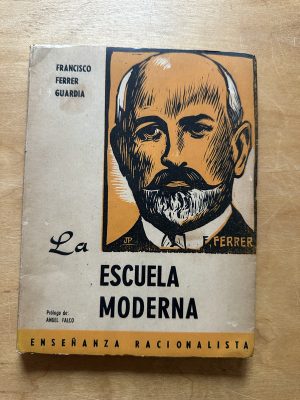 FRANCISCO
FERRER
GUARDIA
JP
F. FERRER
La
ESCUELA
MODERNA
Prólogo de:
ANGEL FALCO
ENSEÑANZA RACIONALISTA